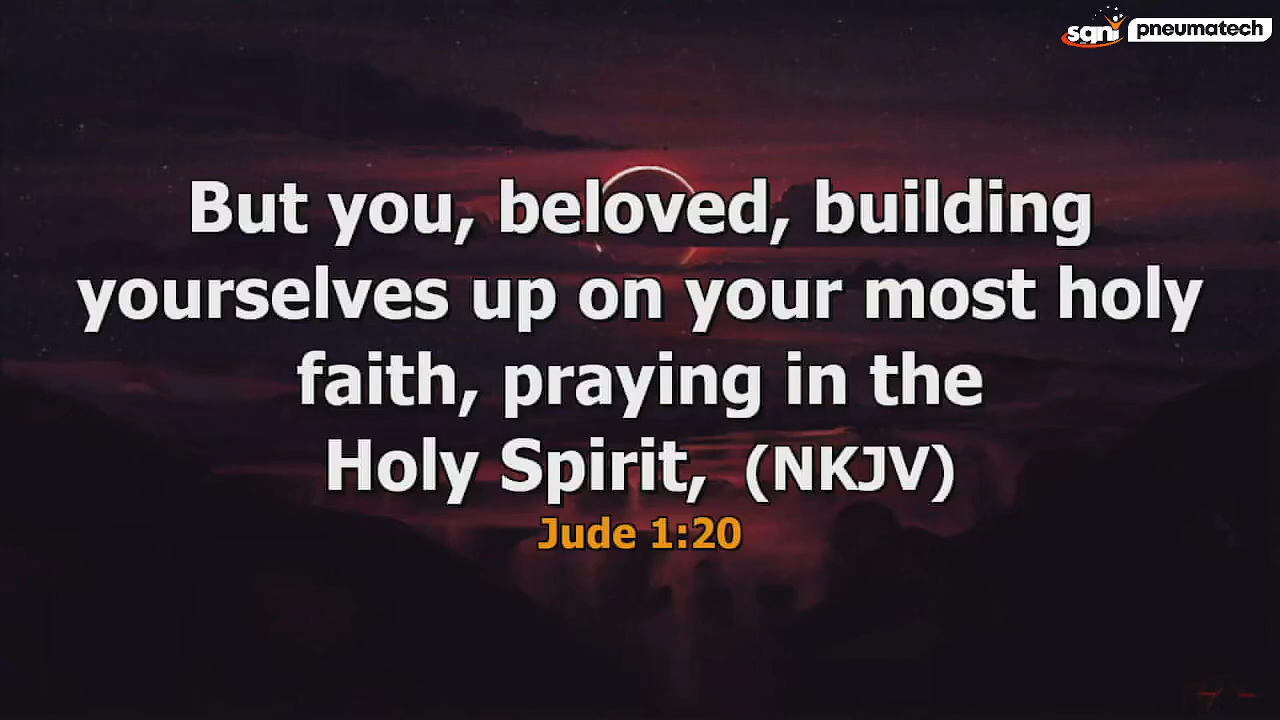 sqni pneumatech
But you, beloved, building
yourselves up on your most holy
faith, praying in the
Holy Spirit, (NKJV)
Jude 1:20